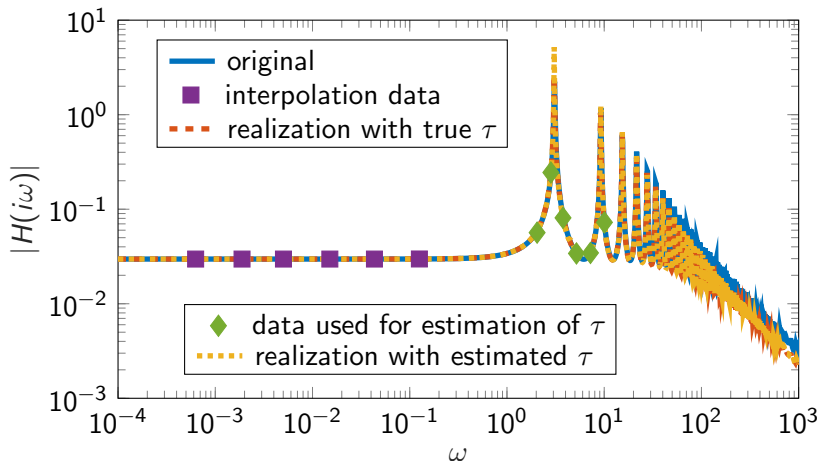 10^1
10^0
10^−1
10^−2
10^−3
|H(iω)|
original
interpolation data
realization with true τ
data used for estimation of τ
realization with estimated τ
10^−4 10^−3 10^−2 10^−1 10^0 10^1 10^2 10^3
ω